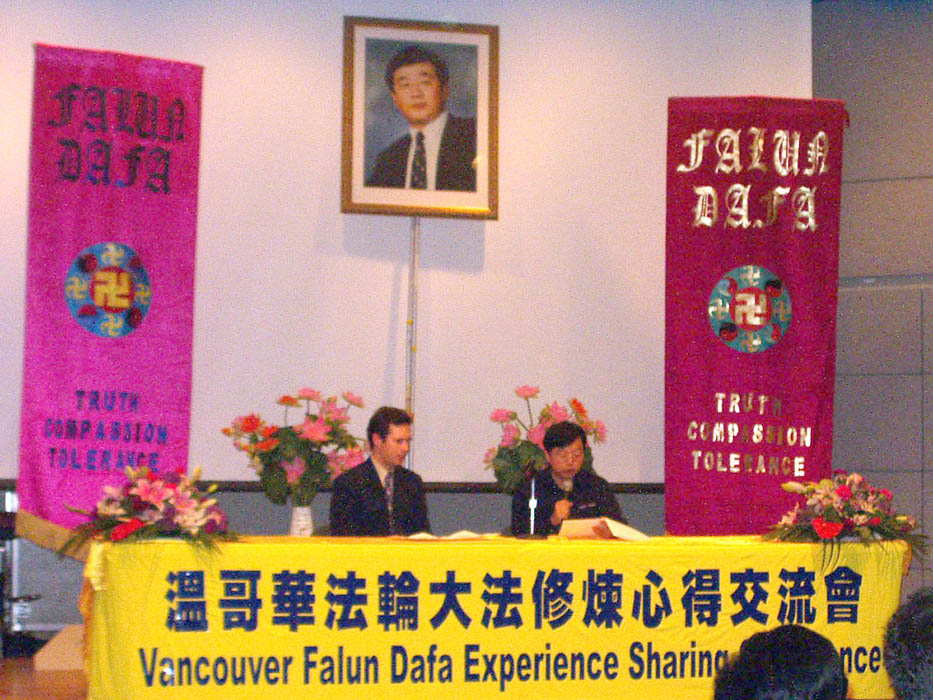 FALUN
DAFA
TRUTH
COMPASSION
TOLERANCE
FALUN
DAFA
TRUTH
COMPASSION
TOLERANCE
溫哥華法輪大法修煉心得交流會
Vancouver Falun Dafa Experience Sharing nce